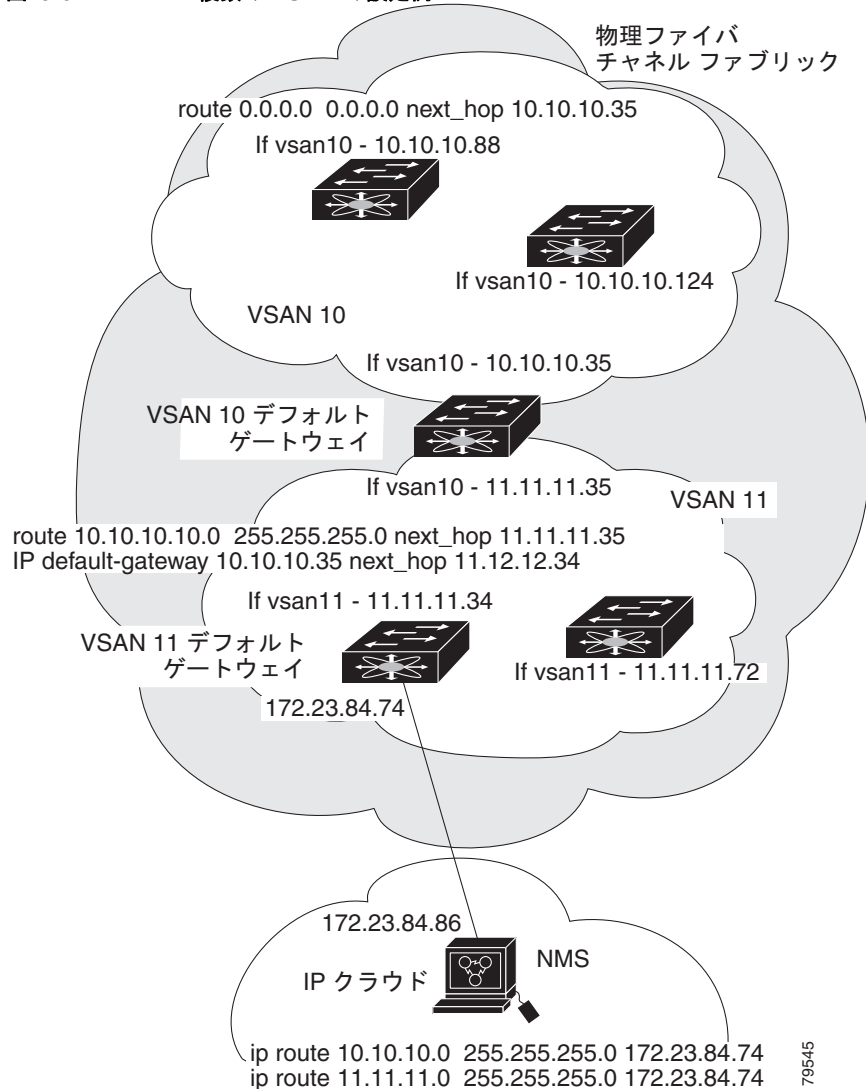 物理ファイバ
チャネル ファブリック
route 0.0.0.0 0.0.0.0 next_hop 10.10.10.35
If vsan10 - 10.10.10.88
If vsan10 - 10.10.10.124
VSAN 10
If vsan10 - 10.10.10.35
VSAN 10 デフォルト
ゲートウェイ
If vsan10 - 11.11.11.35
VSAN 11
route 10.10.10.10.0 255.255.255.0 next_hop 11.11.11.35
IP default-gateway 10.10.10.35 next_hop 11.12.12.34
If vsan11 - 11.11.11.34
VSAN 11 デフォルト
ゲートウェイ
If vsan11 - 11.11.11.72
172.23.84.74
172.23.84.86
NMS
IP クラウド
ip route 10.10.10.0 255.255.255.0 172.23.84.74
ip route 11.11.11.0 255.255.255.0 172.23.84.74
79545